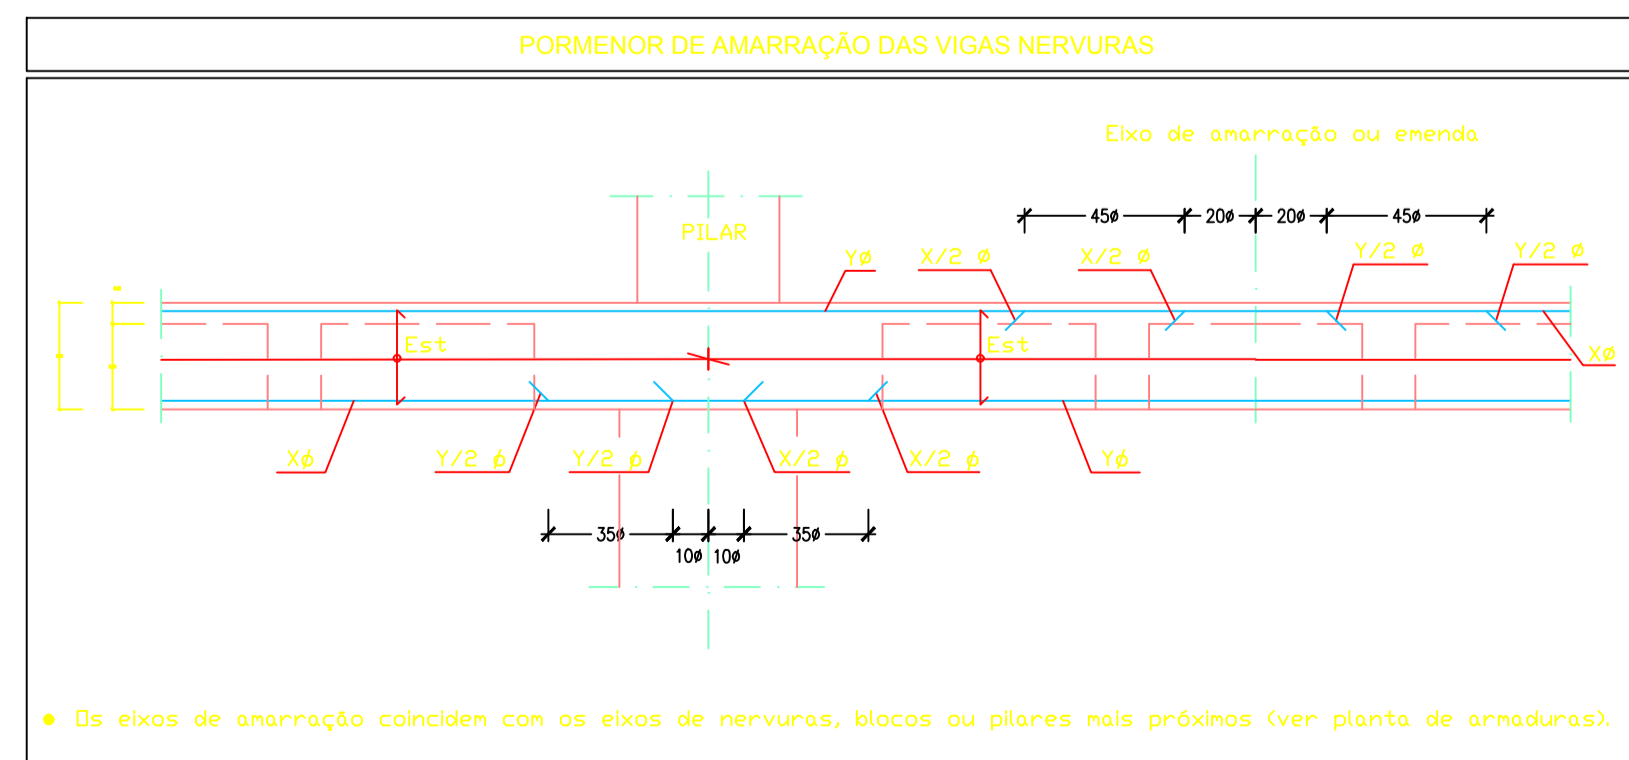 PORMENOR DE AMARRAÇÃO DAS VIGAS NERVURAS
Eixo de amarração ou emenda
45ø 20ø 20ø 45ø
PILAR
Yø X/2 ø X/2 ø Y/2 ø Y/2 ø
Est Est
Xø
Xø Y/2 ø Y/2 ø X/2 ø X/2 ø Yø
35ø 35ø
10ø 10ø
• Os eixos de amarração coincidem com os eixos de nervuras, blocos ou pilares mais próximos (ver planta de armaduras).